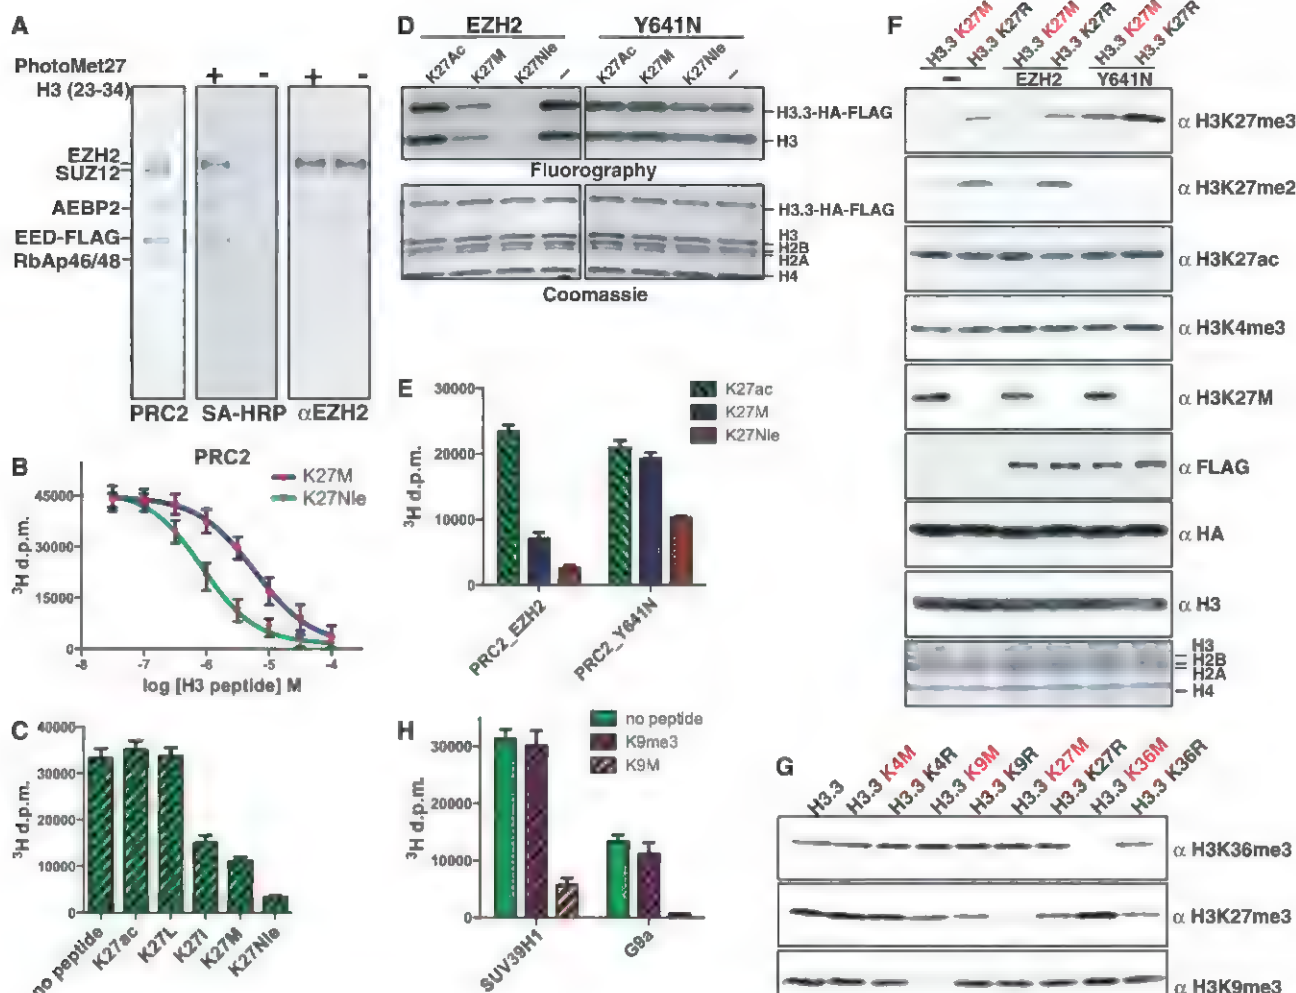 A
PhotoMet27
H3 (23-34)
+ - + -
EZH2
SUZ12
AEBP2
EED-FLAG
RbAp46/48
PRC2 SA-HRP αEZH2
B
PRC2
K27M
K27Nle
45000
30000
15000
0
³H d.p.m.
-8 -7 -6 -5 -4
log [H3 peptide] M
C
40000
30000
20000
10000
0
³H d.p.m.
no peptide K27ac K27L K27I K27M K27Nle
D
EZH2 Y641N
K27Ac K27M K27Nle - K27Ac K27M K27Nle -
H3.3-HA-FLAG
H3
Fluorography
H3.3-HA-FLAG
H3
H2B
H2A
H4
Coomassie
E
30000
20000
10000
0
³H d.p.m.
K27ac
K27M
K27Nle
PRC2_EZH2 PRC2_Y641N
H
30000
20000
10000
0
³H d.p.m.
no peptide
K9me3
K9M
SUV39H1 G9a
F
H3.3 K27M H3.3 K27R H3.3 K27M H3.3 K27R H3.3 K27M H3.3 K27R
- EZH2 Y641N
α H3K27me3
α H3K27me2
α H3K27ac
α H3K4me3
α H3K27M
α FLAG
α HA
α H3
H3
H2B
H2A
H4
G
H3.3 H3.3 K4M H3.3 K4R H3.3 K9M H3.3 K9R H3.3 K27M H3.3 K27R H3.3 K36M H3.3 K36R
α H3K36me3
α H3K27me3
α H3K9me3